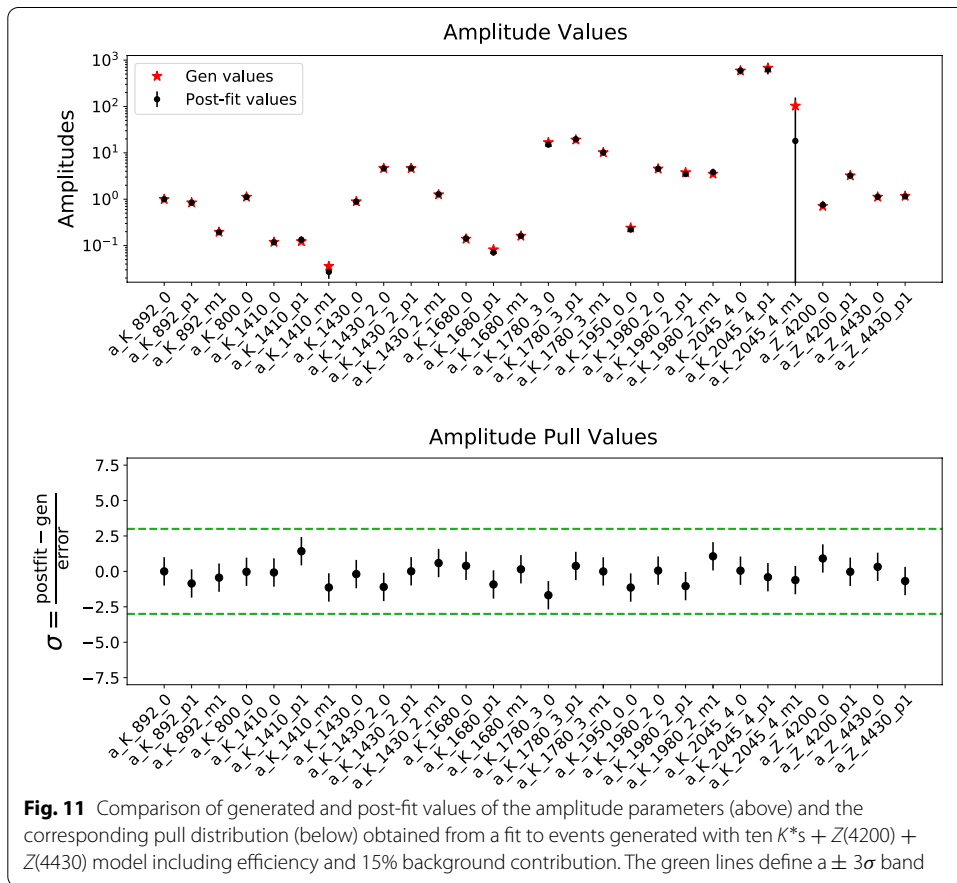 Amplitude Values
Gen values
Post-fit values
Amplitudes
10³
10²
10¹
10⁰
10⁻¹
a_K_892_0
a_K_892_p1
a_K_892_m1
a_K_800_0
a_K_1410_0
a_K_1410_p1
a_K_1410_m1
a_K_1430_0
a_K_1430_2_0
a_K_1430_2_p1
a_K_1430_2_m1
a_K_1680_0
a_K_1680_p1
a_K_1680_m1
a_K_1780_3_0
a_K_1780_3_p1
a_K_1780_3_m1
a_K_1950_0_0
a_K_1980_2_0
a_K_1980_2_p1
a_K_1980_2_m1
a_K_2045_4_0
a_K_2045_4_p1
a_K_2045_4_m1
a_Z_4200_0
a_Z_4200_p1
a_Z_4430_0
a_Z_4430_p1
Amplitude Pull Values
σ = postfit − gen / error
7.5
5.0
2.5
0.0
−2.5
−5.0
−7.5
a_K_892_0
a_K_892_p1
a_K_892_m1
a_K_800_0
a_K_1410_0
a_K_1410_p1
a_K_1410_m1
a_K_1430_0
a_K_1430_2_0
a_K_1430_2_p1
a_K_1430_2_m1
a_K_1680_0
a_K_1680_p1
a_K_1680_m1
a_K_1780_3_0
a_K_1780_3_p1
a_K_1780_3_m1
a_K_1950_0_0
a_K_1980_2_0
a_K_1980_2_p1
a_K_1980_2_m1
a_K_2045_4_0
a_K_2045_4_p1
a_K_2045_4_m1
a_Z_4200_0
a_Z_4200_p1
a_Z_4430_0
a_Z_4430_p1
Fig. 11 Comparison of generated and post-fit values of the amplitude parameters (above) and the
corresponding pull distribution (below) obtained from a fit to events generated with ten K*s + Z(4200) +
Z(4430) model including efficiency and 15% background contribution. The green lines define a ± 3σ band